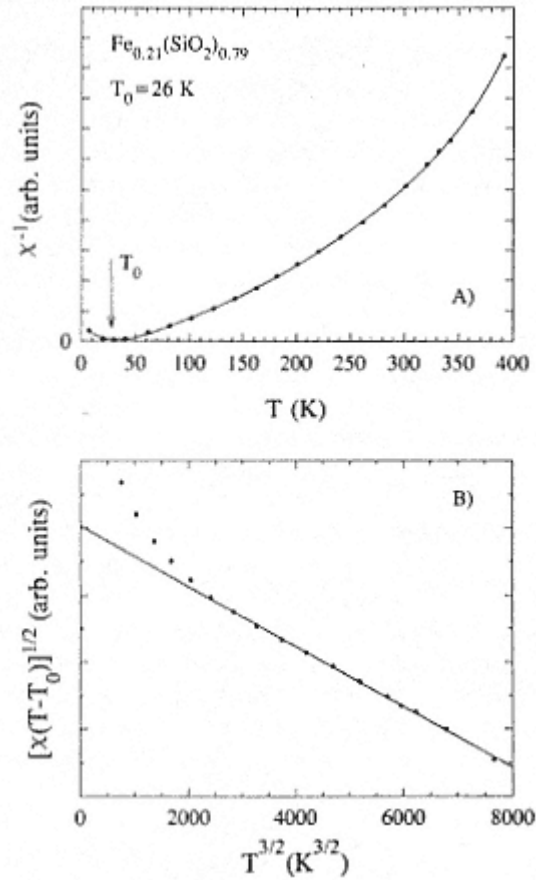 Fe0.21(SiO2)0.79
T0=26 K
χ-1(arb. units)
T0
A)
0
0 50 100 150 200 250 300 350 400
T (K)
B)
[χ(T-T0)]1/2 (arb. units)
0 2000 4000 6000 8000
T3/2(K3/2)